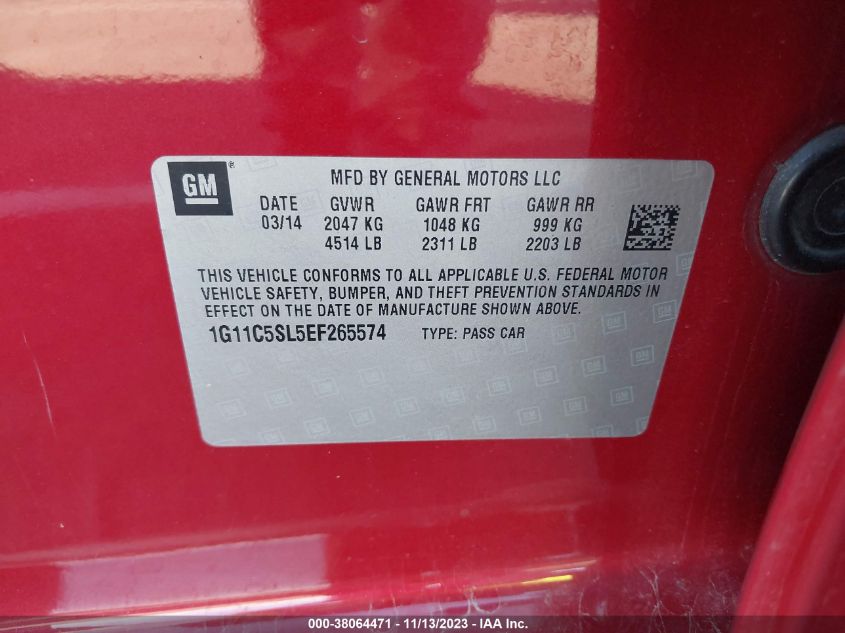 GM ® MFD BY GENERAL MOTORS LLC
DATE GVWR GAWR FRT GAWR RR
03/14 2047 KG 1048 KG 999 KG
4514 LB 2311 LB 2203 LB
THIS VEHICLE CONFORMS TO ALL APPLICABLE U.S. FEDERAL MOTOR
VEHICLE SAFETY, BUMPER, AND THEFT PREVENTION STANDARDS IN
EFFECT ON THE DATE OF MANUFACTURE SHOWN ABOVE.
1G11C5SL5EF265574 TYPE: PASS CAR
000-38064471 - 11/13/2023 - IAAI.COM